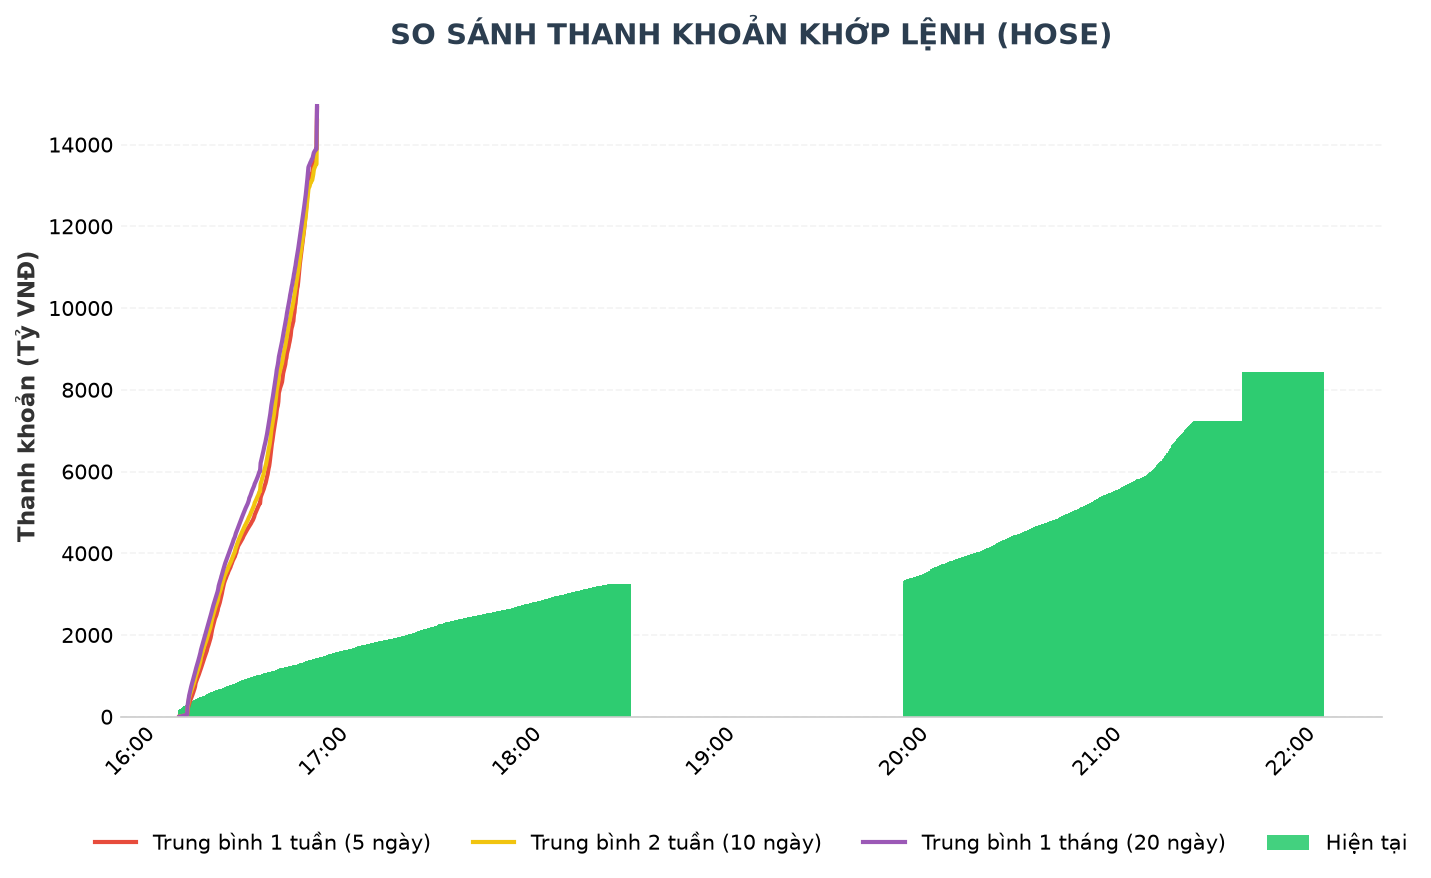 SO SÁNH THANH KHOẢN KHỚP LỆNH (HOSE)
Thanh khoản (Tỷ VNĐ)
14000
12000
10000
8000
6000
4000
2000
0
16:00 17:00 18:00 19:00 20:00 21:00 22:00
Trung bình 1 tuần (5 ngày) Trung bình 2 tuần (10 ngày) Trung bình 1 tháng (20 ngày) Hiện tại